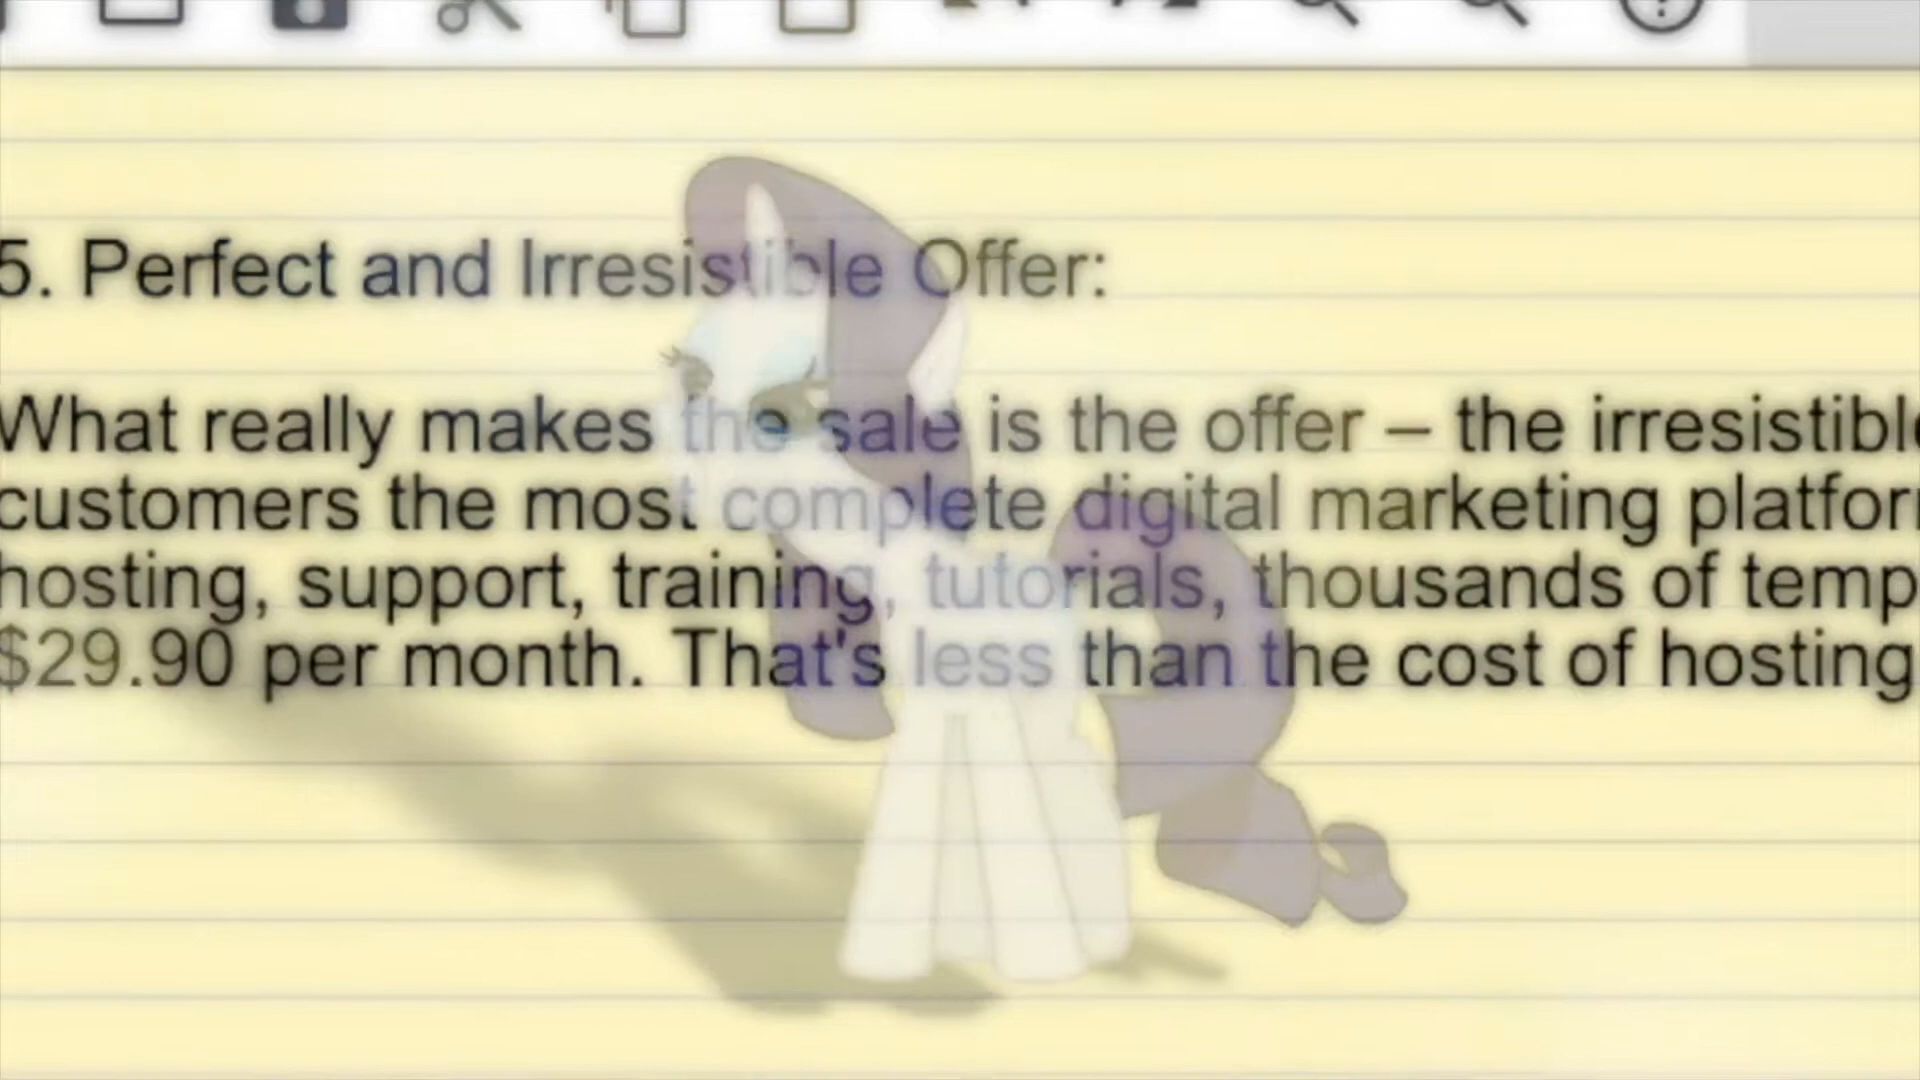 5. Perfect and Irresistible Offer:
What really makes the sale is the offer – the irresistible
customers the most complete digital marketing platfor
hosting, support, training, tutorials, thousands of temp
$29.90 per month. That's less than the cost of hosting